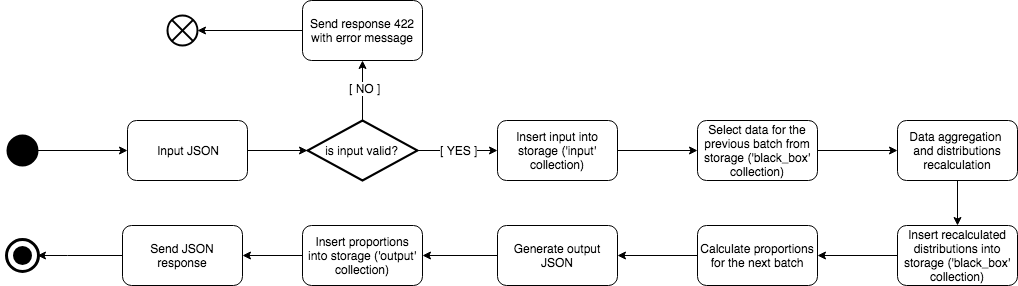 Send response 422
with error message
[ NO ]
Input JSON
is input valid?
[ YES ]
Insert input into
storage ('input'
collection)
Select data for the
previous batch from
storage ('black_box'
collection)
Data aggregation
and distributions
recalculation
Send JSON
response
Insert proportions
into storage ('output'
collection)
Generate output
JSON
Calculate proportions
for the next batch
Insert recalculated
distributions into
storage ('black_box'
collection)